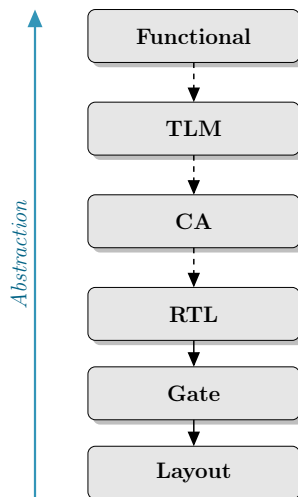 Functional
TLM
CA
RTL
Gate
Layout
Abstraction